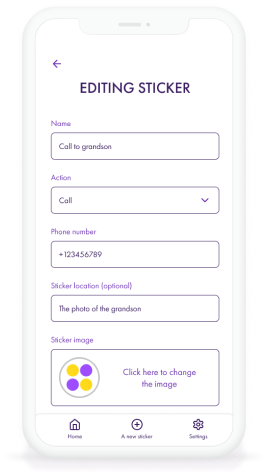 EDITING STICKER
Name
Call to grandson
Action
Call
Phone number
+123456789
Sticker location (optional)
The photo of the grandson
Sticker image
Click here to change
the image
Home
A new sticker
Settings